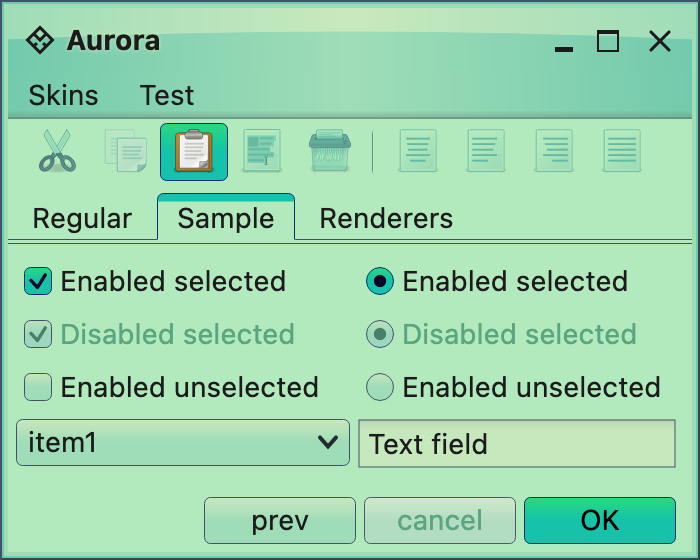 Aurora
Skins Test
Regular Sample Renderers
Enabled selected Enabled selected
Disabled selected Disabled selected
Enabled unselected Enabled unselected
item1 Text field
prev cancel OK